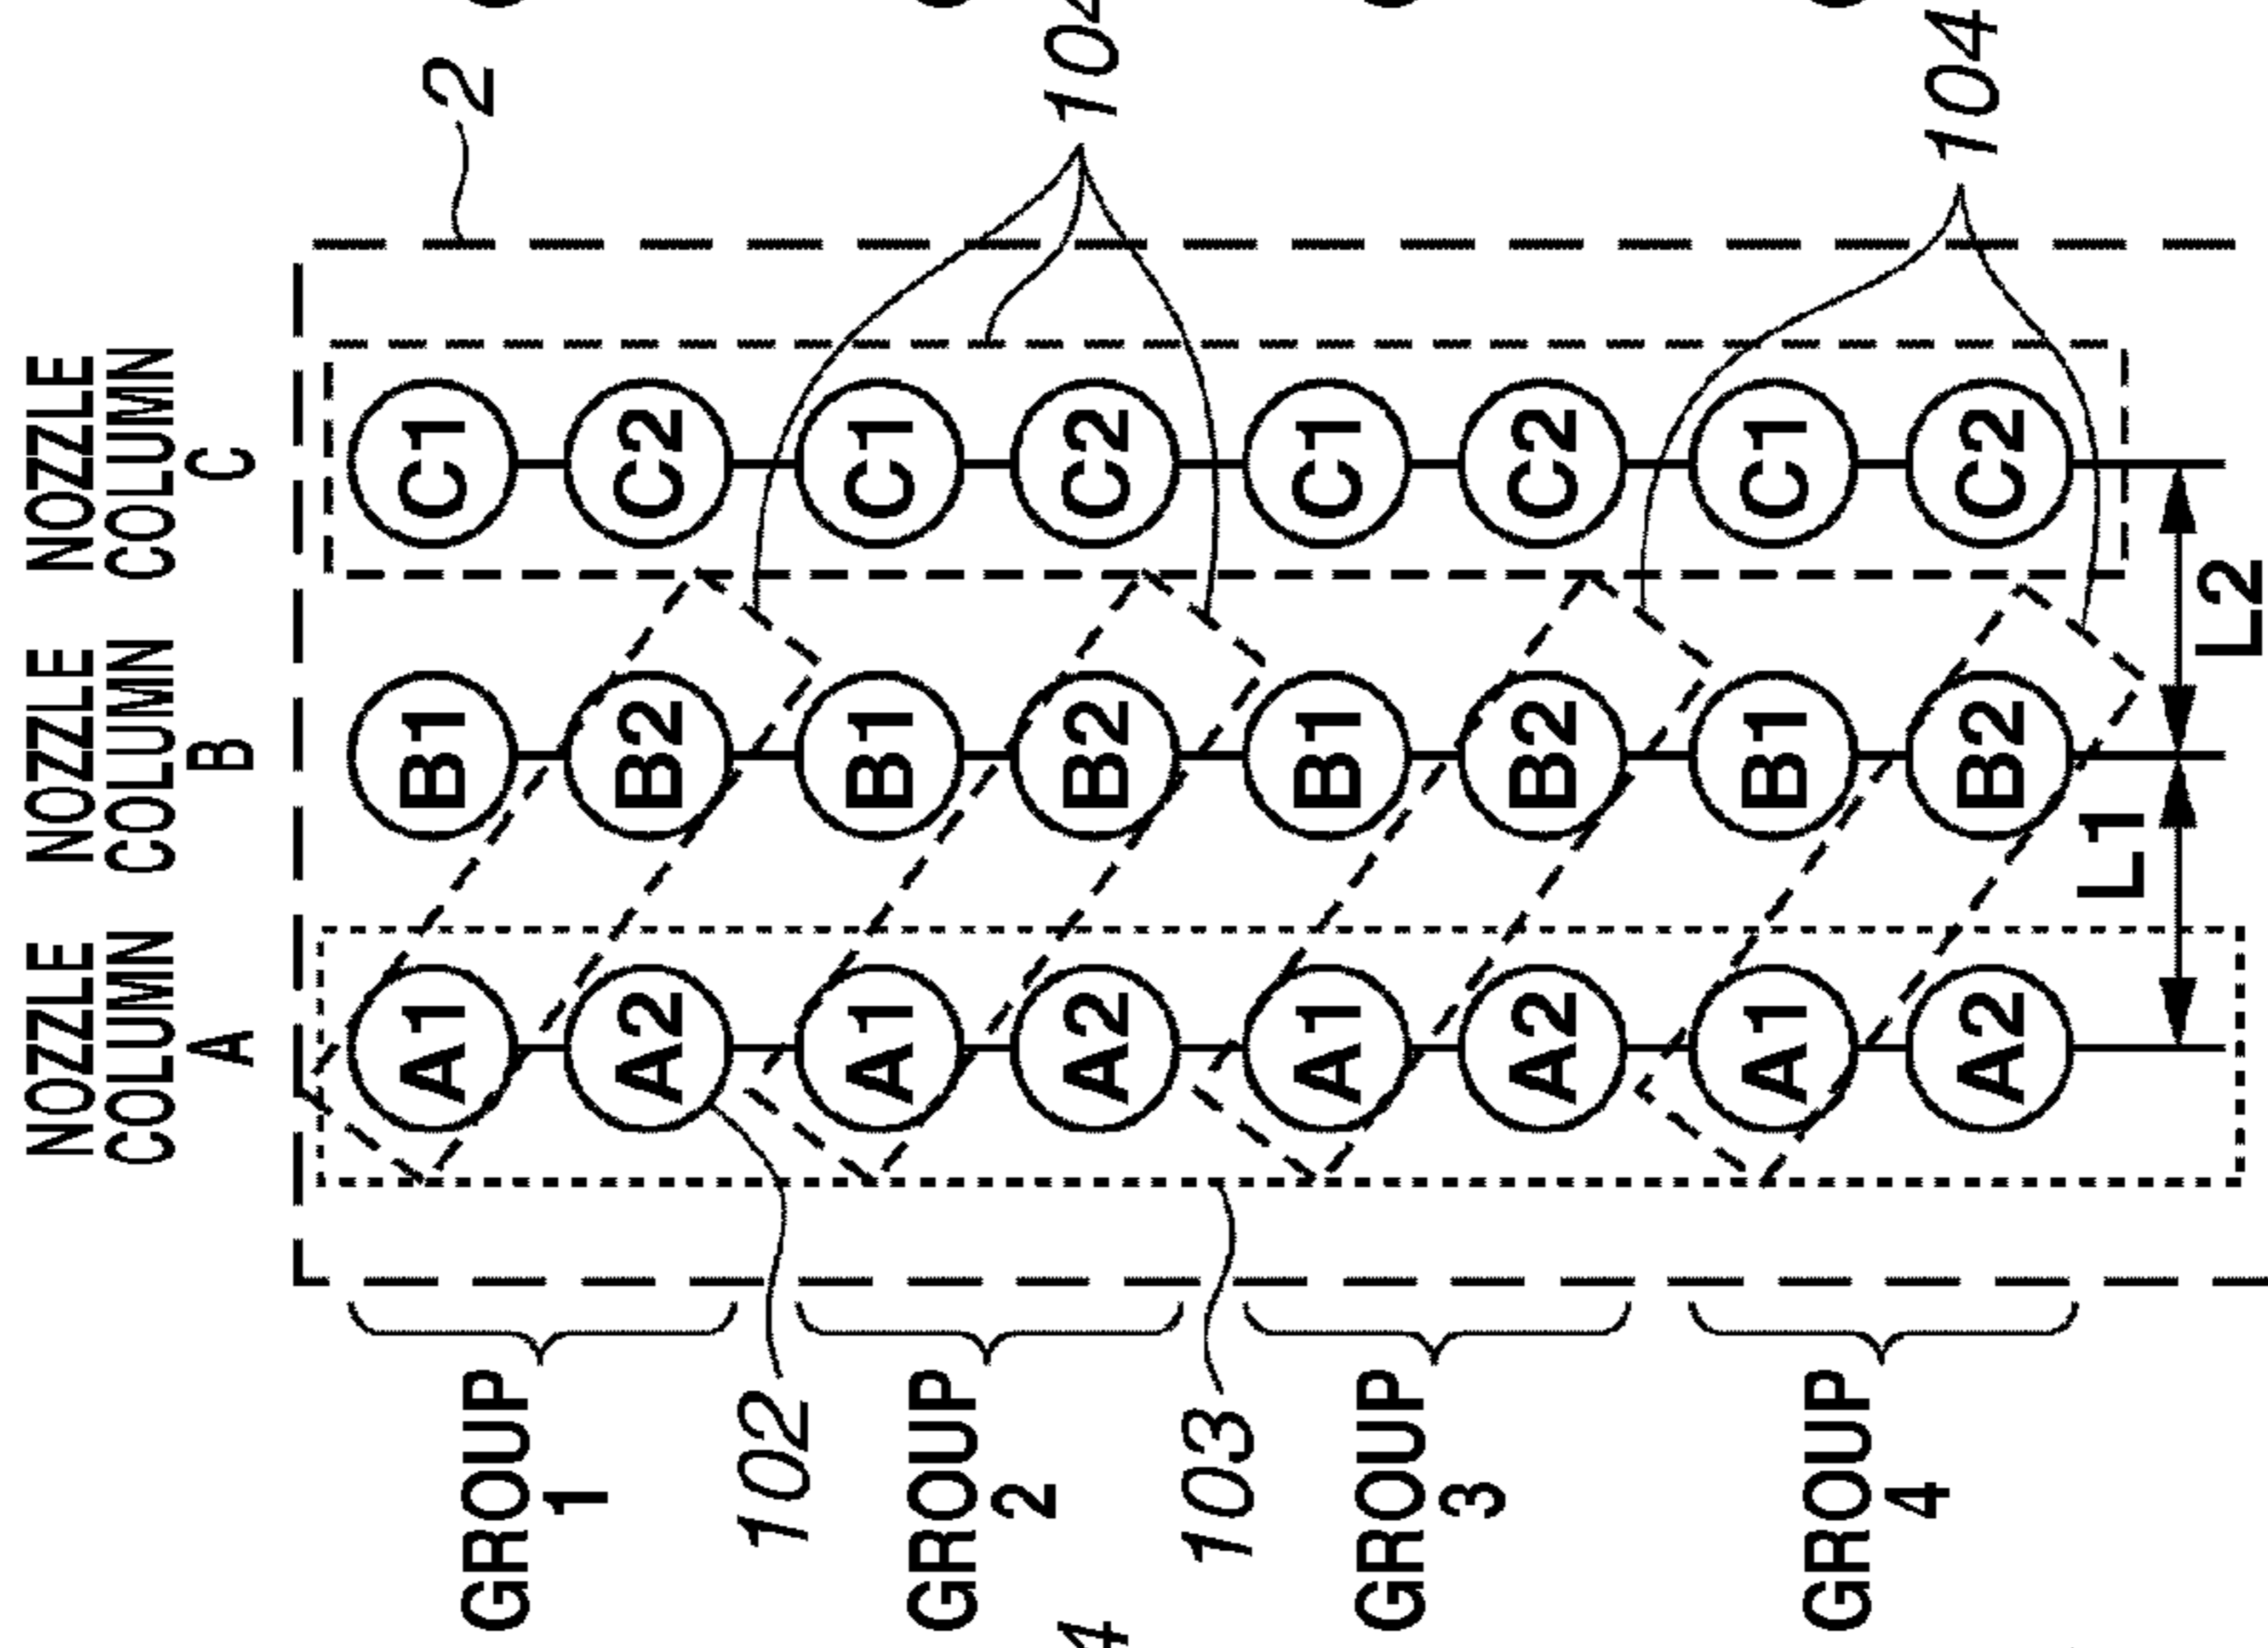 NOZZLE COLUMN A
NOZZLE COLUMN B
NOZZLE COLUMN C
A1 B1 C1
2
GROUP 1
A2 B2 C2
102
A1 B1 C1
GROUP 2
A2 B2 C2
104
4
103
A1 B1 C1
GROUP 3
A2 B2 C2
A1 B1 C1
GROUP 4
A2 B2 C2
104
L1
L2